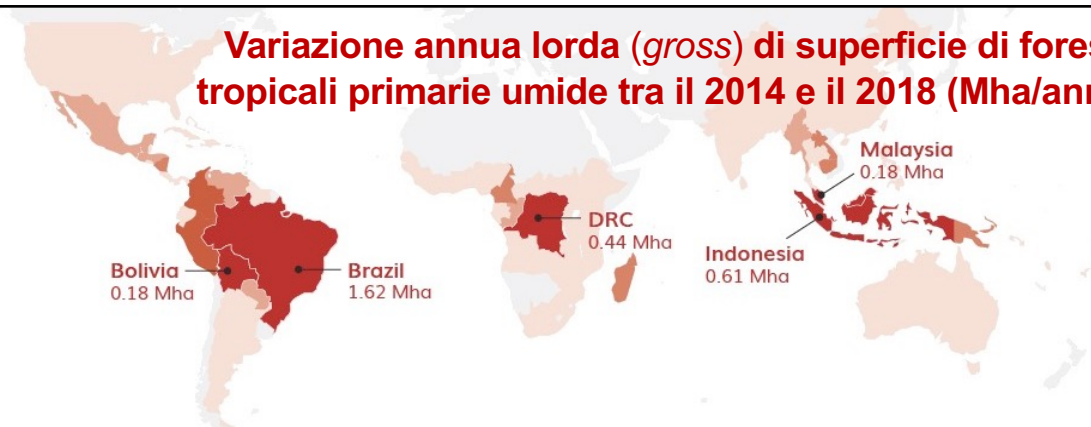 Variazione annua lorda (gross) di superficie di fores
tropicali primarie umide tra il 2014 e il 2018 (Mha/ann
Malaysia
0.18 Mha
DRC
0.44 Mha
Indonesia
0.61 Mha
Bolivia
0.18 Mha
Brazil
1.62 Mha